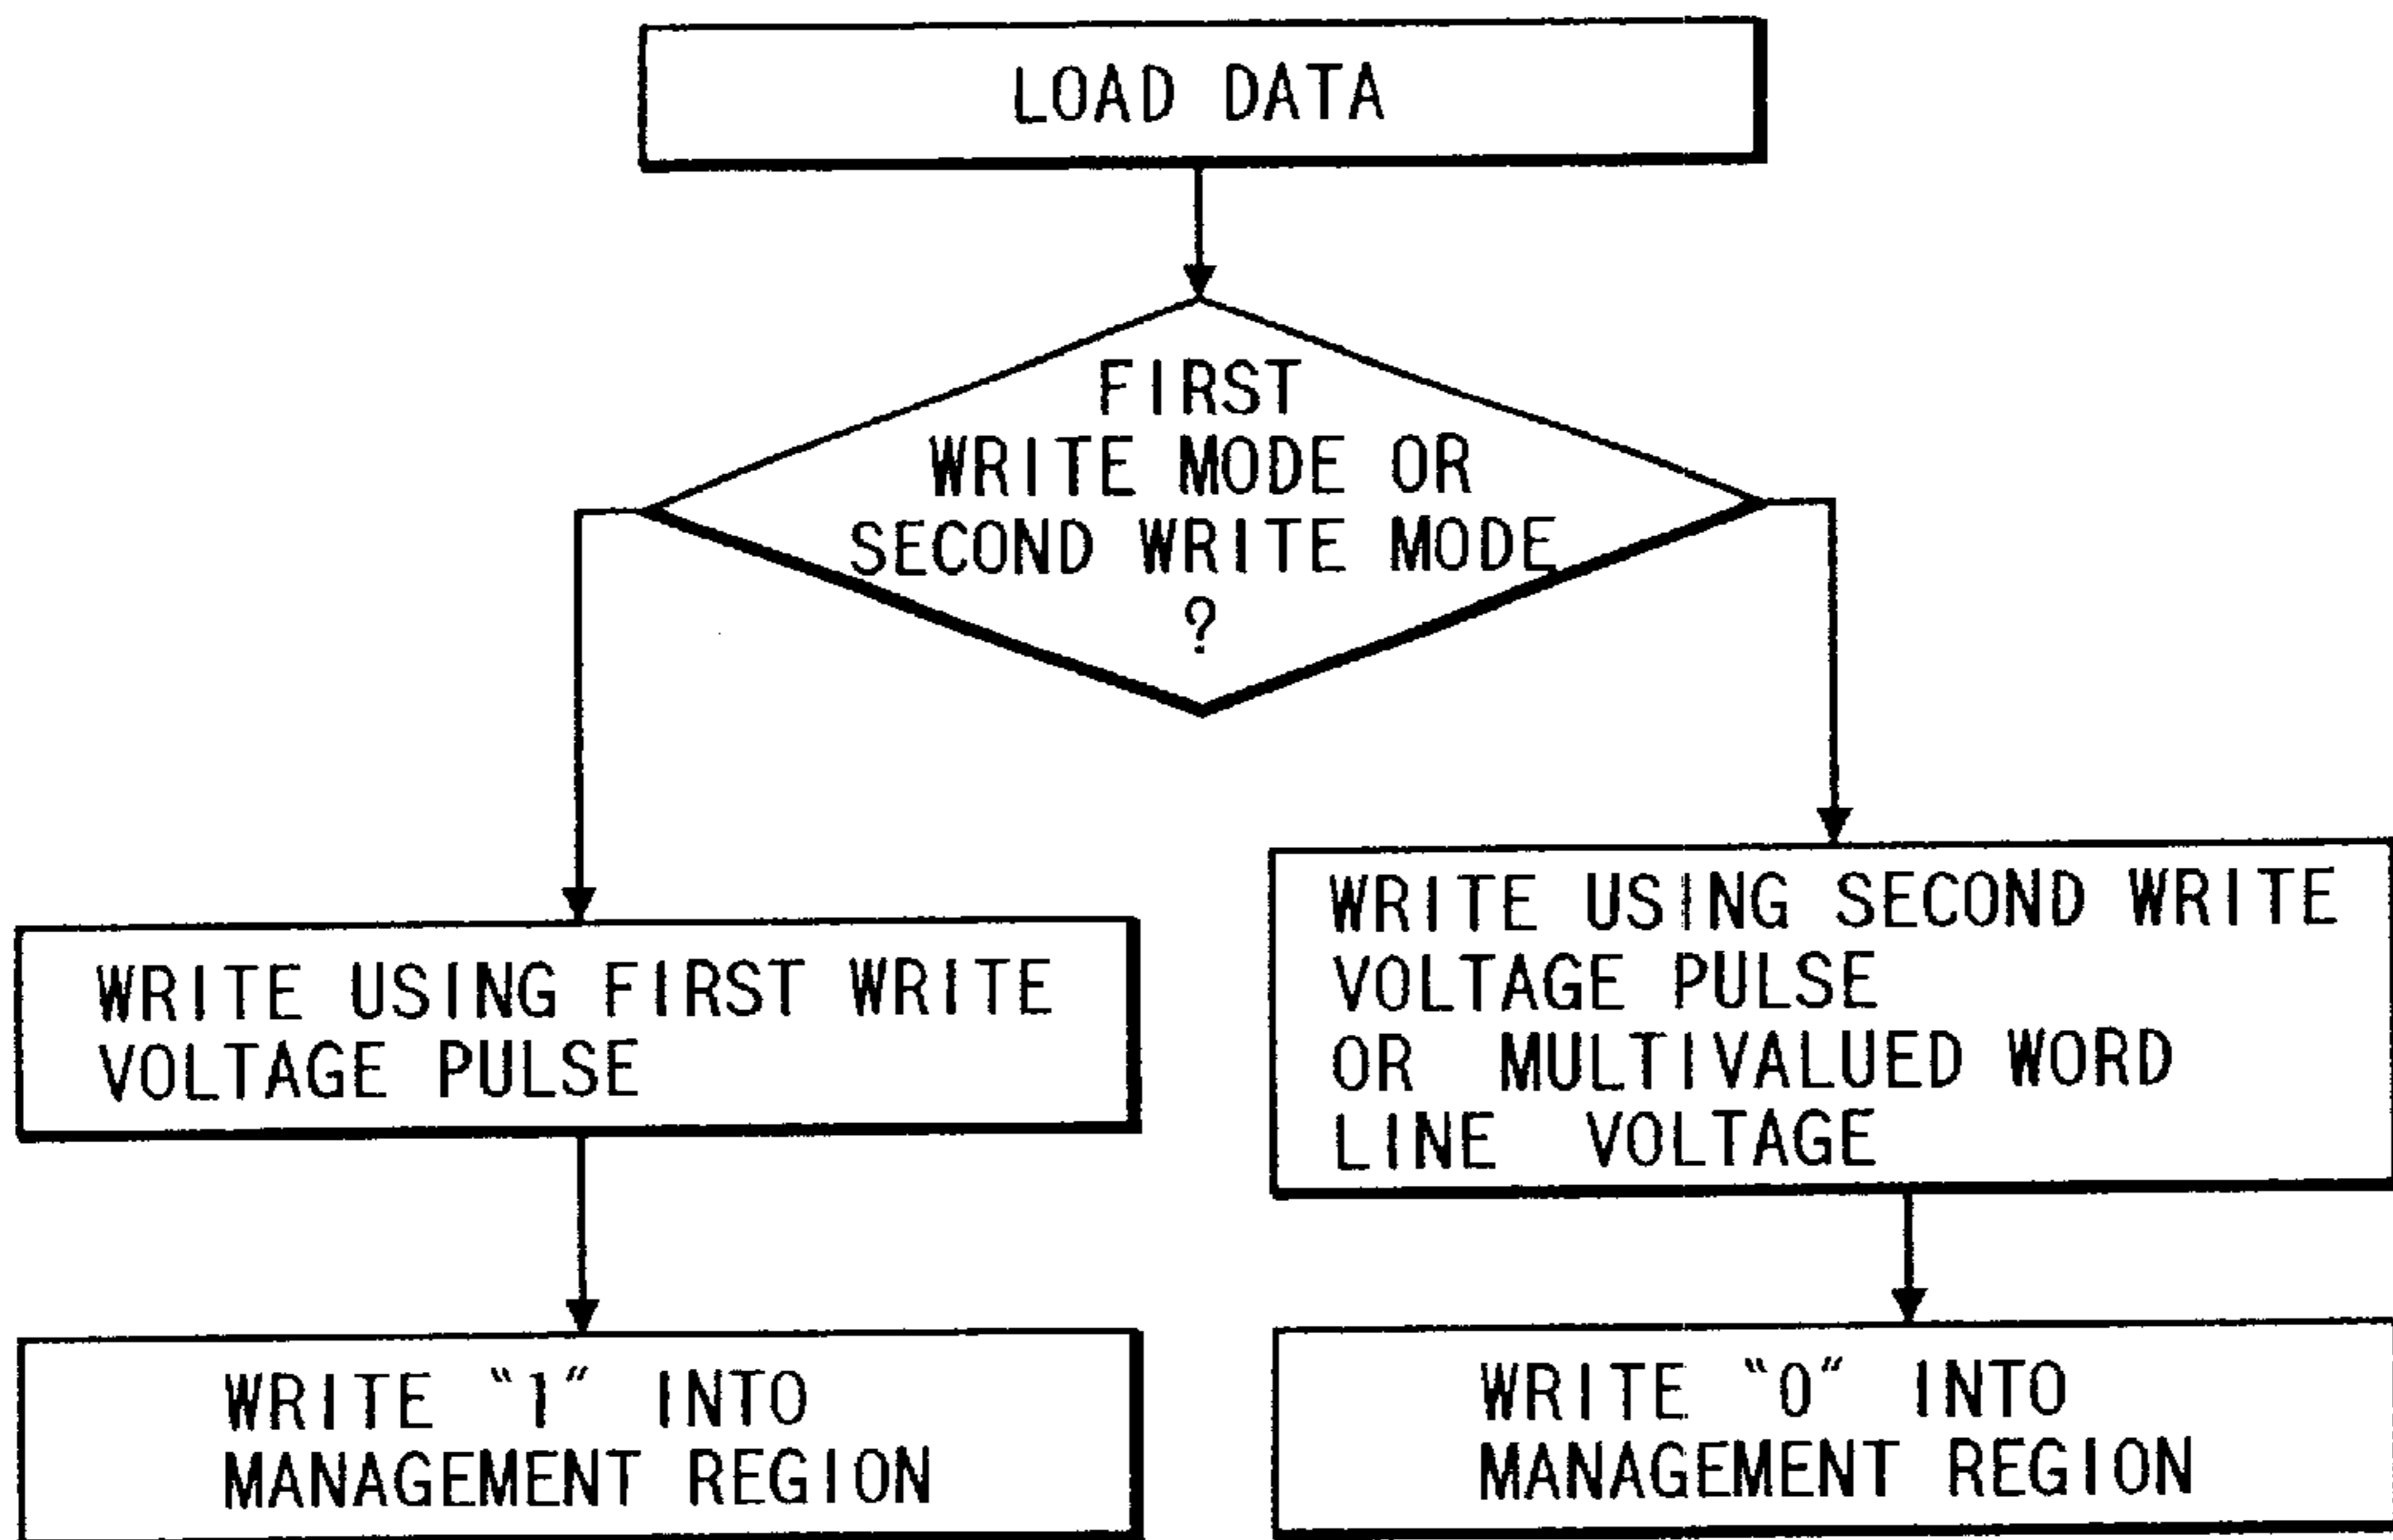 LOAD DATA
FIRST
WRITE MODE OR
SECOND WRITE MODE
?
WRITE USING FIRST WRITE
VOLTAGE PULSE
WRITE USING SECOND WRITE
VOLTAGE PULSE
OR MULTIVALUED WORD
LINE VOLTAGE
WRITE "1" INTO
MANAGEMENT REGION
WRITE "0" INTO
MANAGEMENT REGION